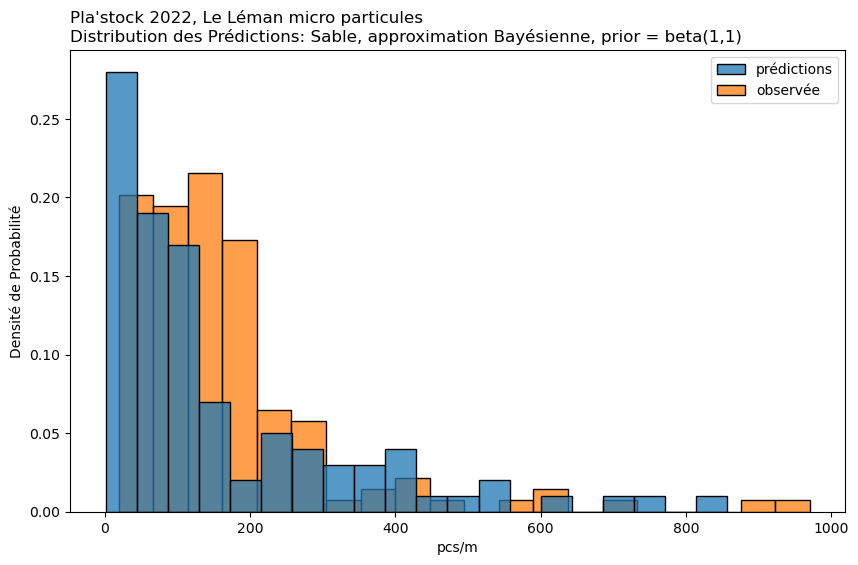 Pla'stock 2022, Le Léman micro particules
Distribution des Prédictions: Sable, approximation Bayésienne, prior = beta(1,1)
prédictions
observée
Densité de Probabilité
0.25
0.20
0.15
0.10
0.05
0.00
0
200
400
600
800
1000
pcs/m